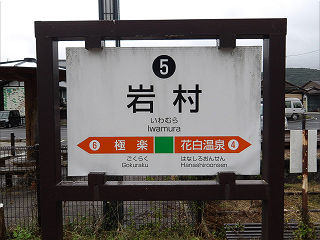 5
岩村
いわむら
Iwamura
6 極楽 花白温泉 4
ごくらく はなしろおんせん
Gokuraku Hanashiroonsen